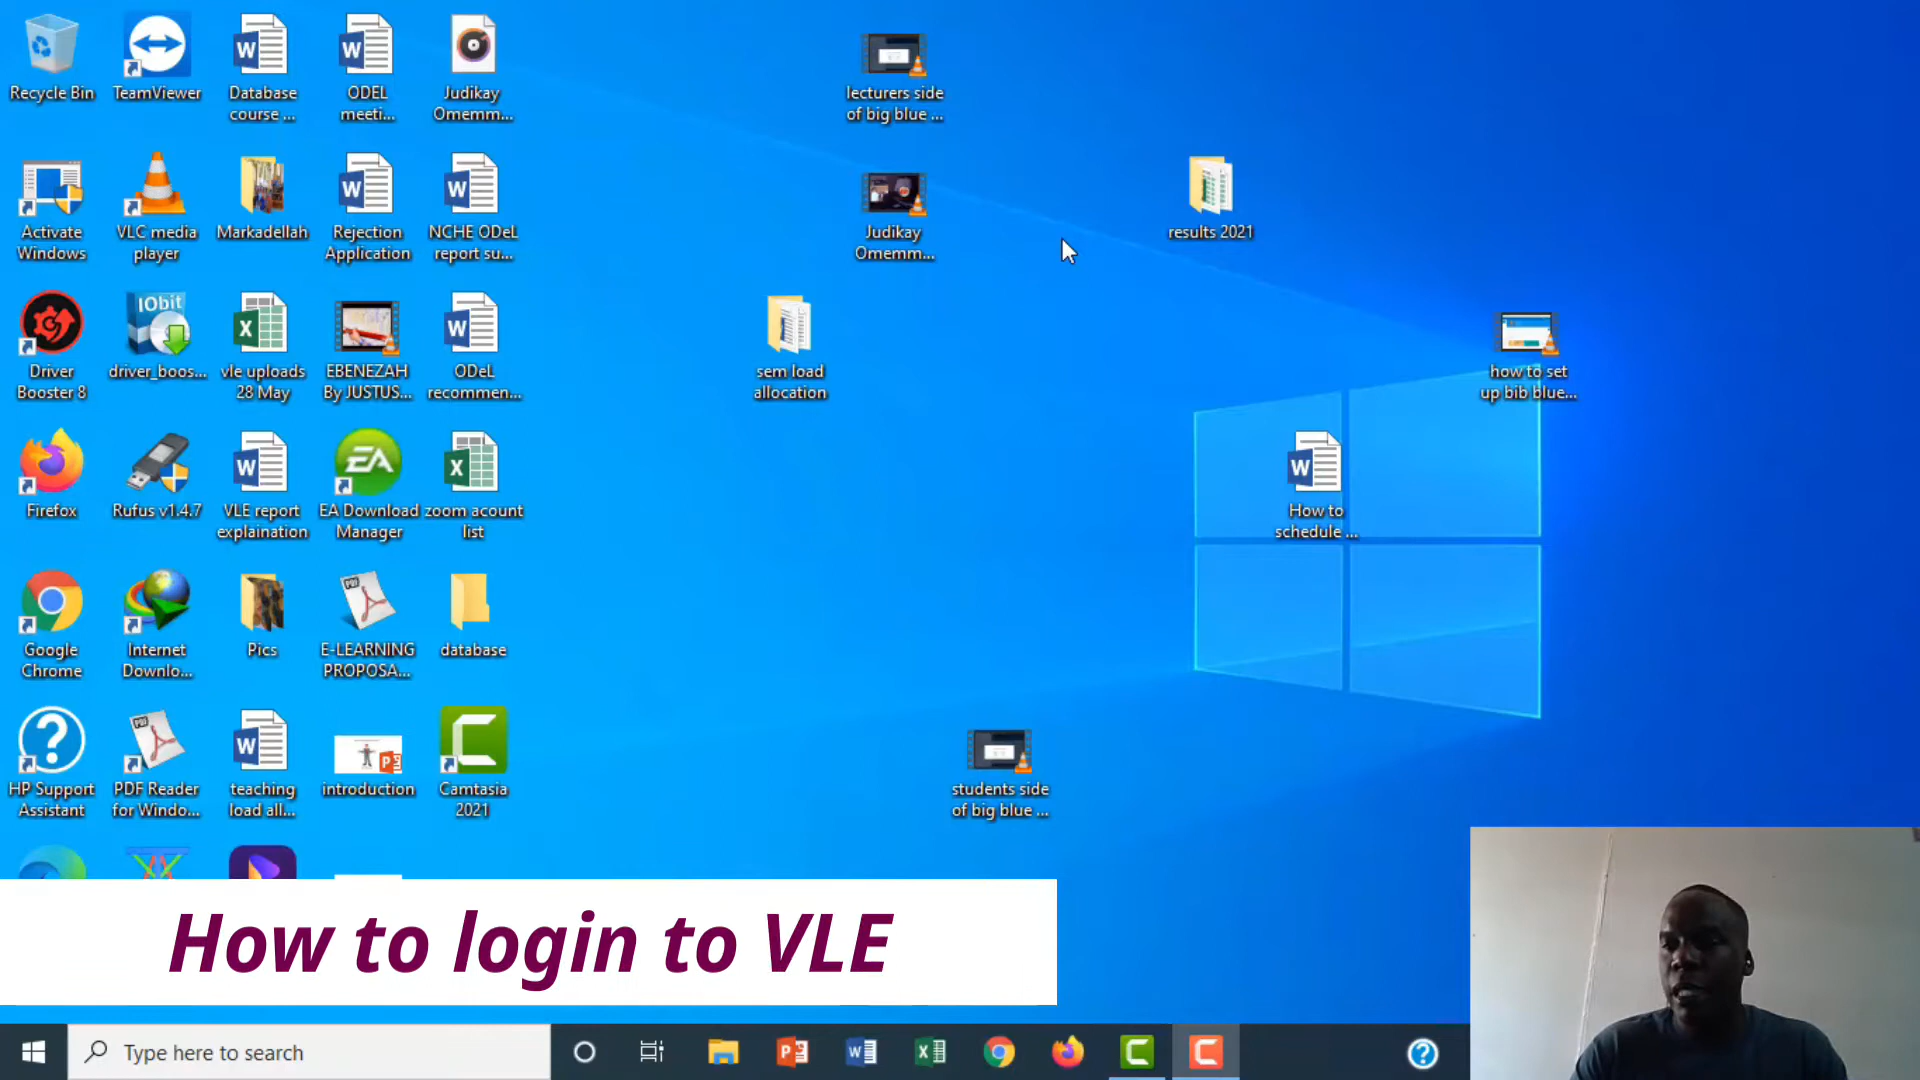 Recycle Bin
TeamViewer
Database
course ...
ODEL
meeti...
Judikay
Omemm...
lecturers side
of big blue ...
Activate
Windows
VLC media
player
Markadellah
Rejection
Application
NCHE ODeL
report su...
Judikay
Omemm...
results 2021
Driver
Booster 8
IObit
driver_boos...
vle uploads
28 May
EBENEZAH
By JUSTUS...
ODeL
recommen...
sem load
allocation
how to set
up bib blue...
Firefox
Rufus v1.4.7
VLE report
explaination
EA
EA Download
Manager
zoom acount
list
How to
schedule ...
Google
Chrome
Internet
Downlo...
Pics
PDF
E-LEARNING
PROPOSA...
database
HP Support
Assistant
PDF
PDF Reader
for Windo...
teaching
load all...
introduction
Camtasia
2021
students side
of big blue ...
How to login to VLE
Type here to search